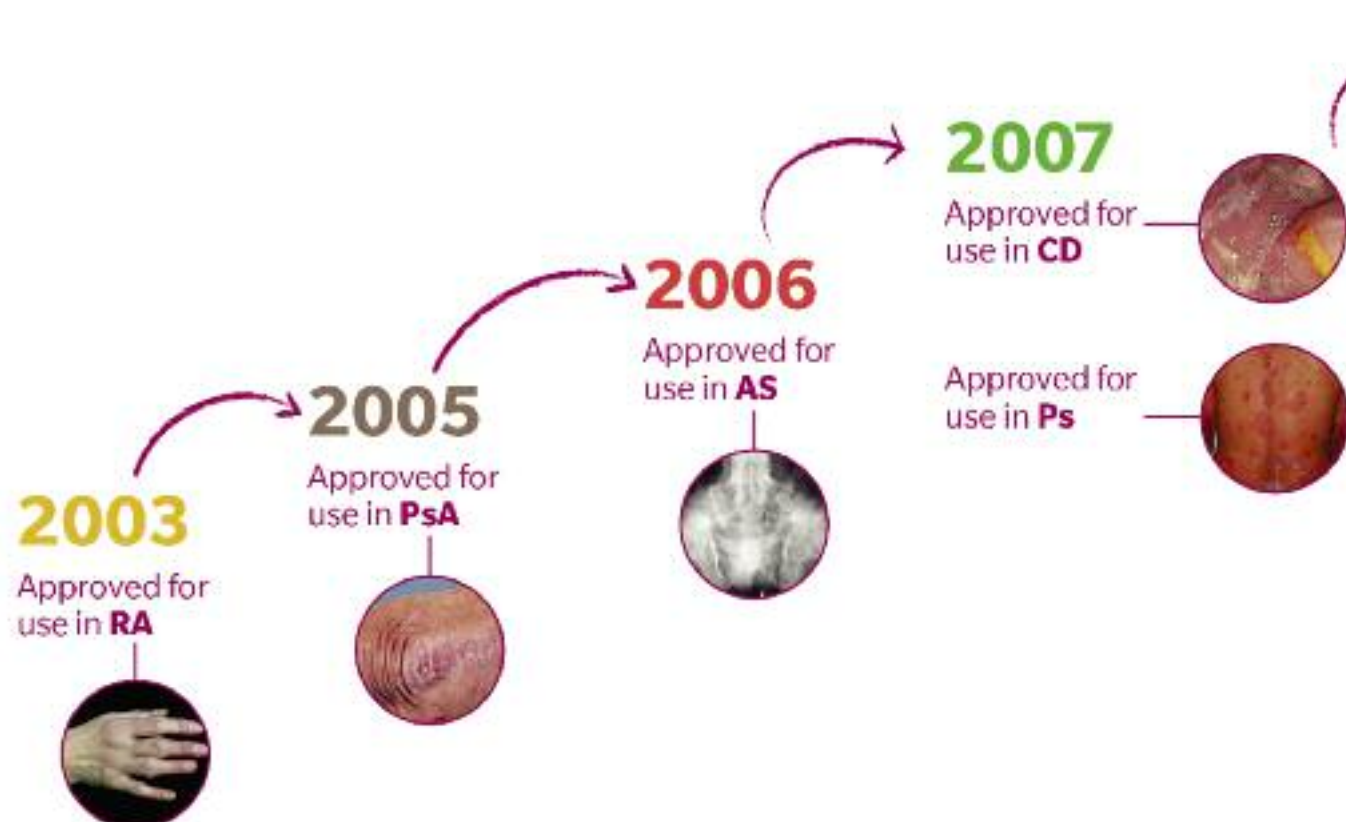 2003
Approved for
use in RA
2005
Approved for
use in PsA
2006
Approved for
use in AS
2007
Approved for
use in CD
Approved for
use in Ps